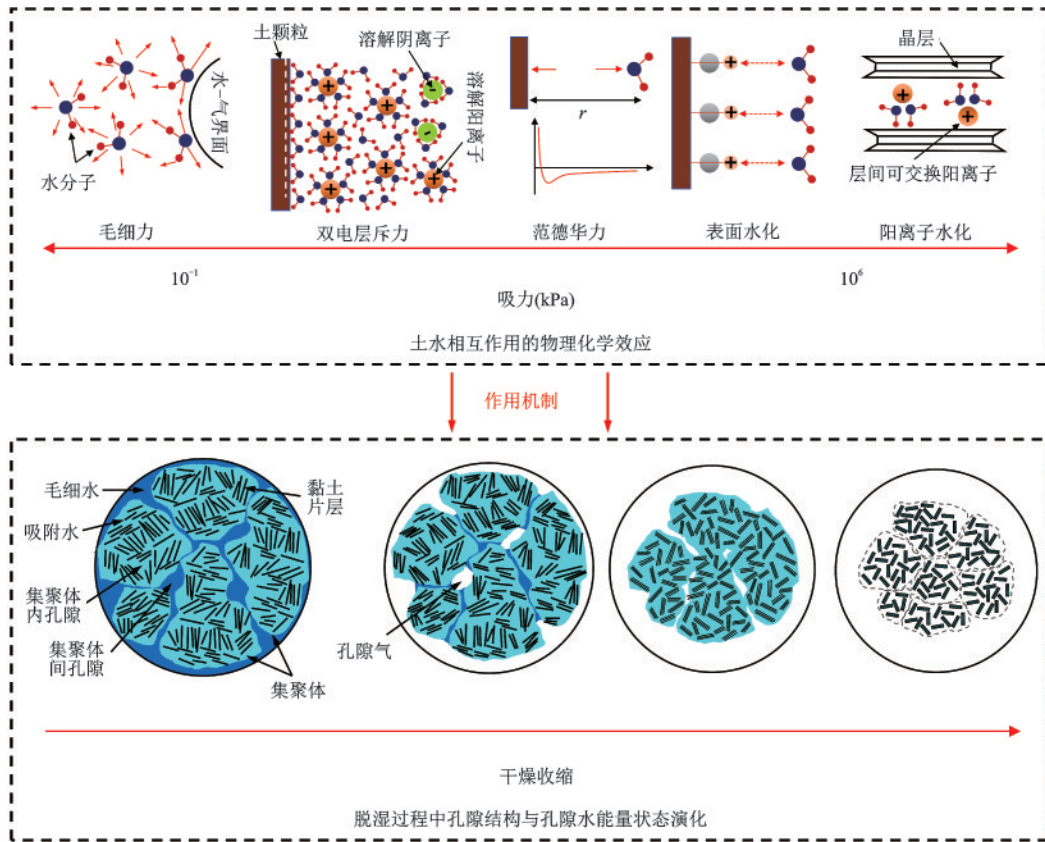 土颗粒
溶解阴离子
晶层
水-气界面
溶解阳离子
r
水分子
层间可交换阳离子
毛细力
双电层斥力
范德华力
表面水化
阳离子水化
10⁻¹
10⁶
吸力(kPa)
土水相互作用的物理化学效应
作用机制
毛细水
黏土
片层
吸附水
集聚体
内孔隙
集聚体
间孔隙
孔隙气
集聚体
干燥收缩
脱湿过程中孔隙结构与孔隙水能量状态演化